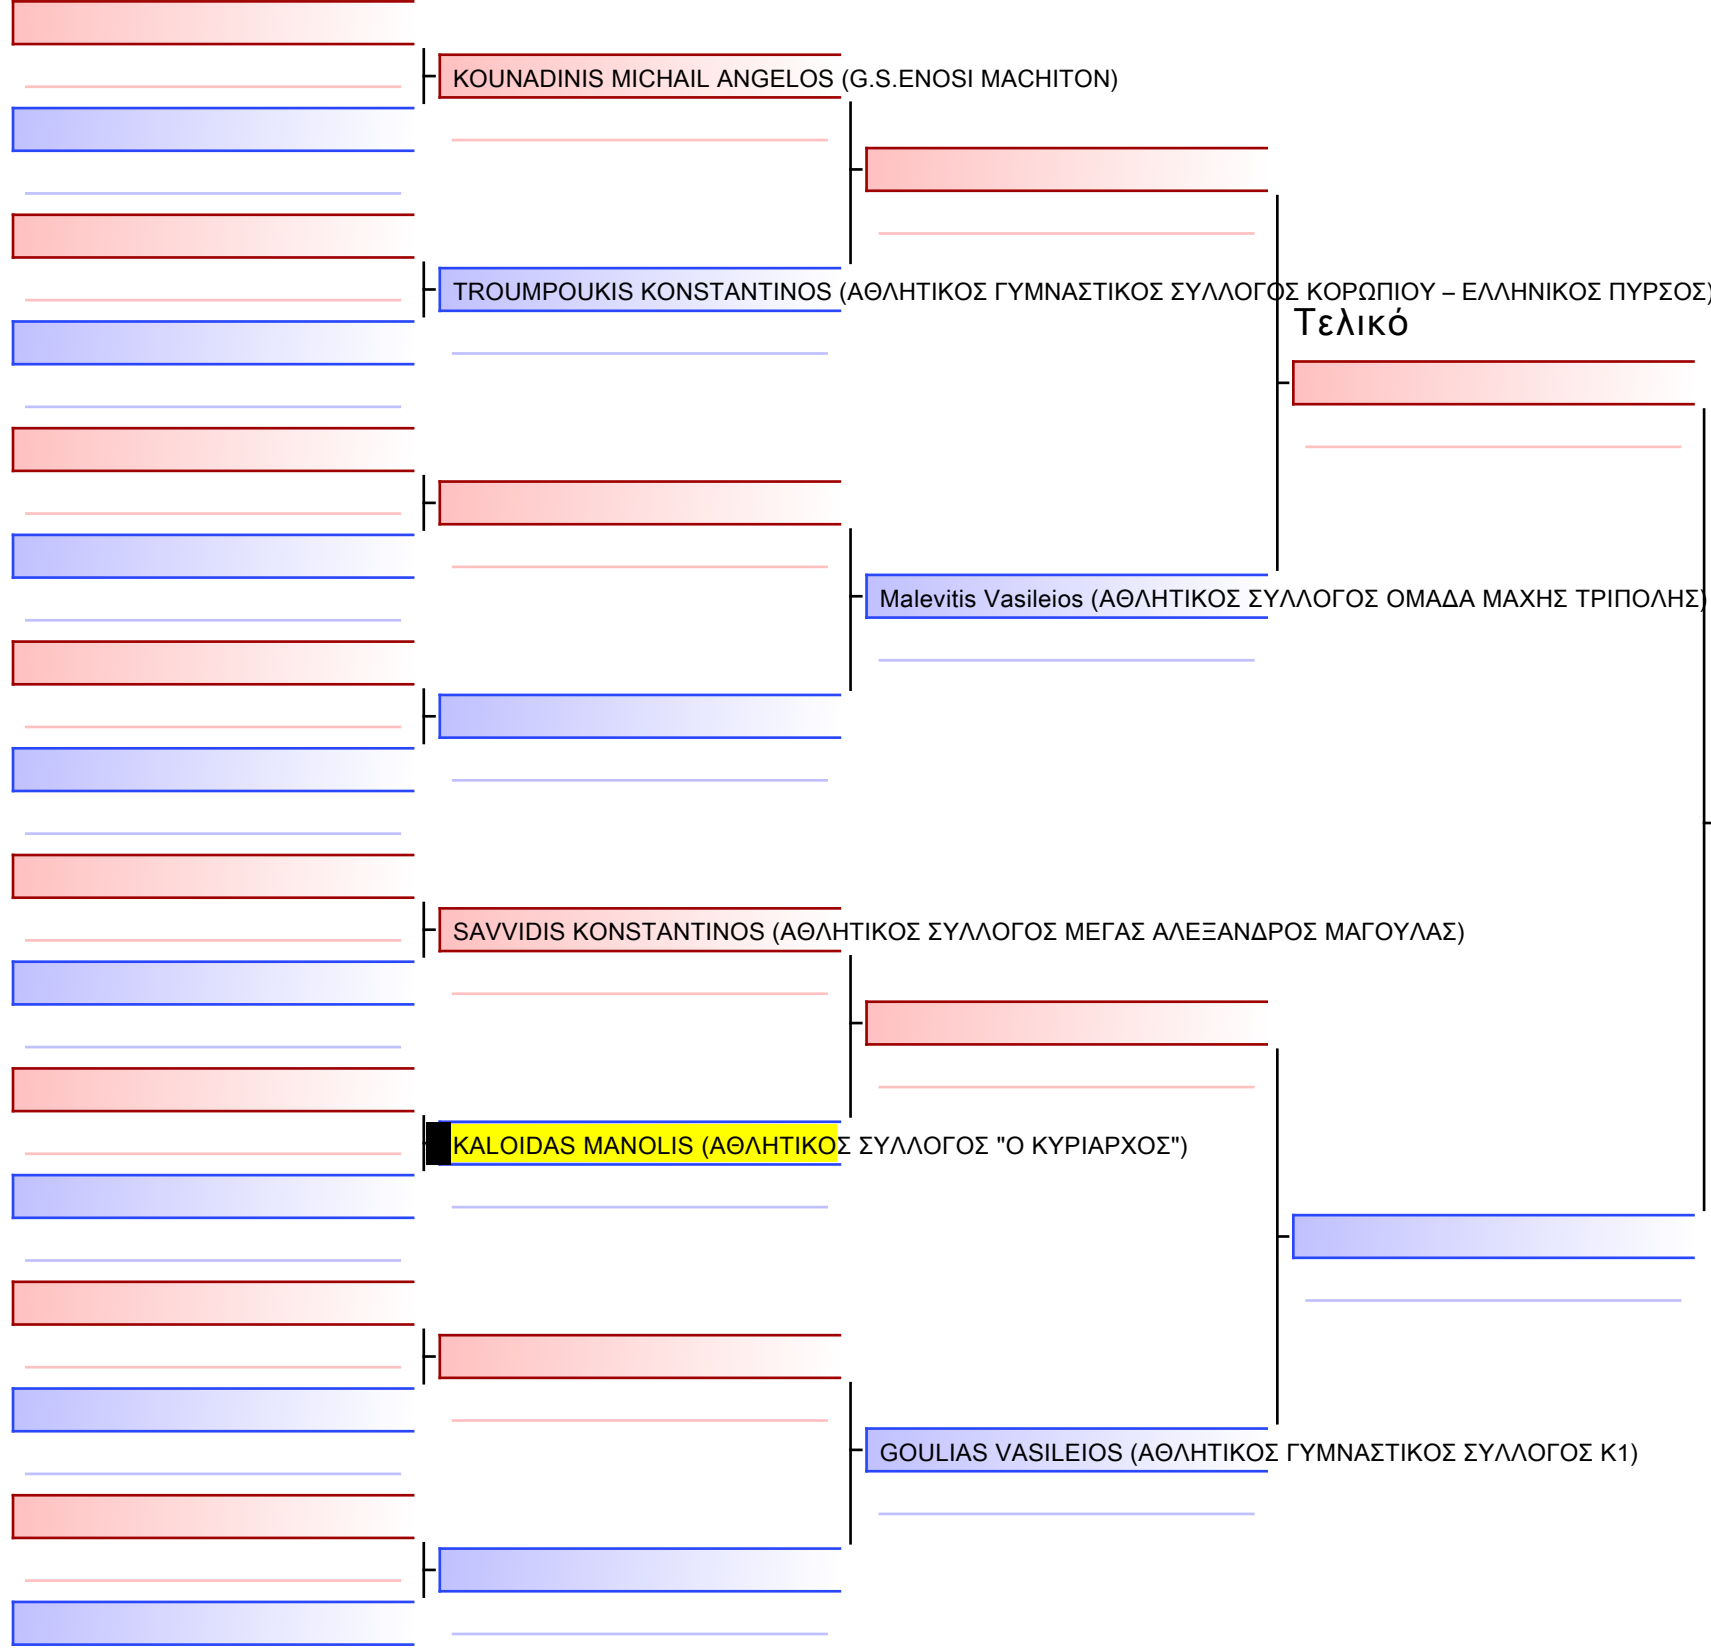 KOUNADINIS MICHAIL ANGELOS (G.S.ENOSI MACHITON)
TROUMPOUKIS KONSTANTINOS (ΑΘΛΗΤΙΚΟΣ ΓΥΜΝΑΣΤΙΚΟΣ ΣΥΛΛΟΓΟΣ ΚΟΡΩΠΙΟΥ – ΕΛΛΗΝΙΚΟΣ ΠΥΡΣΟΣ)
Τελικό
Malevitis Vasileios (ΑΘΛΗΤΙΚΟΣ ΣΥΛΛΟΓΟΣ ΟΜΑΔΑ ΜΑΧΗΣ ΤΡΙΠΟΛΗΣ)
SAVVIDIS KONSTANTINOS (ΑΘΛΗΤΙΚΟΣ ΣΥΛΛΟΓΟΣ ΜΕΓΑΣ ΑΛΕΞΑΝΔΡΟΣ ΜΑΓΟΥΛΑΣ)
KALOIDAS MANOLIS (ΑΘΛΗΤΙΚΟΣ ΣΥΛΛΟΓΟΣ "Ο ΚΥΡΙΑΡΧΟΣ")
GOULIAS VASILEIOS (ΑΘΛΗΤΙΚΟΣ ΓΥΜΝΑΣΤΙΚΟΣ ΣΥΛΛΟΓΟΣ Κ1)